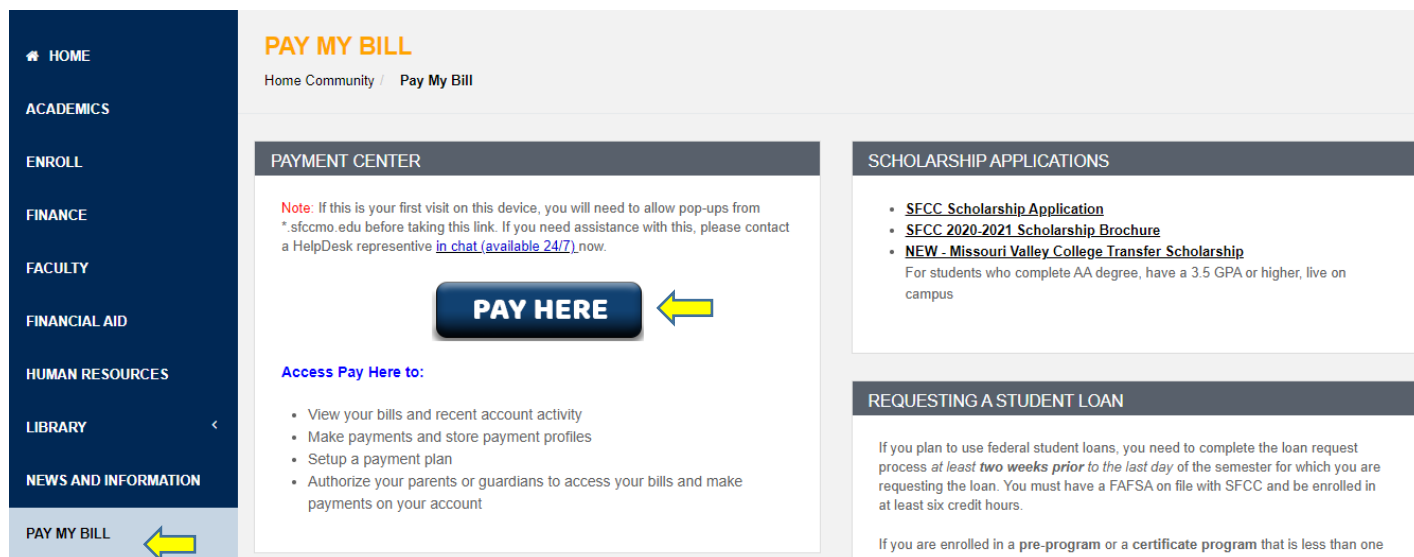 HOME
ACADEMICS
ENROLL
FINANCE
FACULTY
FINANCIAL AID
HUMAN RESOURCES
LIBRARY
NEWS AND INFORMATION
PAY MY BILL
PAY MY BILL
Home Community / Pay My Bill
PAYMENT CENTER
Note: If this is your first visit on this device, you will need to allow pop-ups from
*.sfccmo.edu before taking this link. If you need assistance with this, please contact
a HelpDesk representive in chat (available 24/7) now.
PAY HERE
Access Pay Here to:
• View your bills and recent account activity
• Make payments and store payment profiles
• Setup a payment plan
• Authorize your parents or guardians to access your bills and make
payments on your account
SCHOLARSHIP APPLICATIONS
• SFCC Scholarship Application
• SFCC 2020-2021 Scholarship Brochure
• NEW - Missouri Valley College Transfer Scholarship
For students who complete AA degree, have a 3.5 GPA or higher, live on
campus
REQUESTING A STUDENT LOAN
If you plan to use federal student loans, you need to complete the loan request
process at least two weeks prior to the last day of the semester for which you are
requesting the loan. You must have a FAFSA on file with SFCC and be enrolled in
at least six credit hours.
If you are enrolled in a pre-program or a certificate program that is less than one